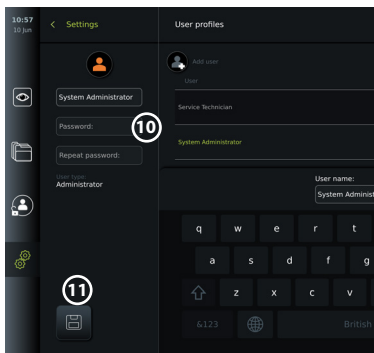 10:57
10 Jun
Settings
User profiles
Add user
User
System Administrator
Service Technician
Password:
10
System Administrator
Repeat password:
User type:
Administrator
User name:
System Administ
q w e r t
a s d f g
11
z x c v
&123
British